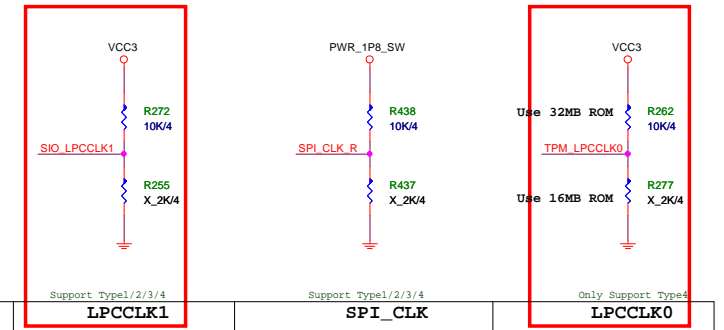 VCC3
R272
10K/4
SIO_LPCCLK1
R255
X_2K/4
Support Type1/2/3/4
LPCCLK1
PWR_1P8_SW
R438
10K/4
SPI_CLK_R
R437
X_2K/4
Support Type1/2/3/4
SPI_CLK
VCC3
Use 32MB ROM
R262
10K/4
TPM_LPCCLK0
Use 16MB ROM
R277
X_2K/4
Only Support Type4
LPCCLK0